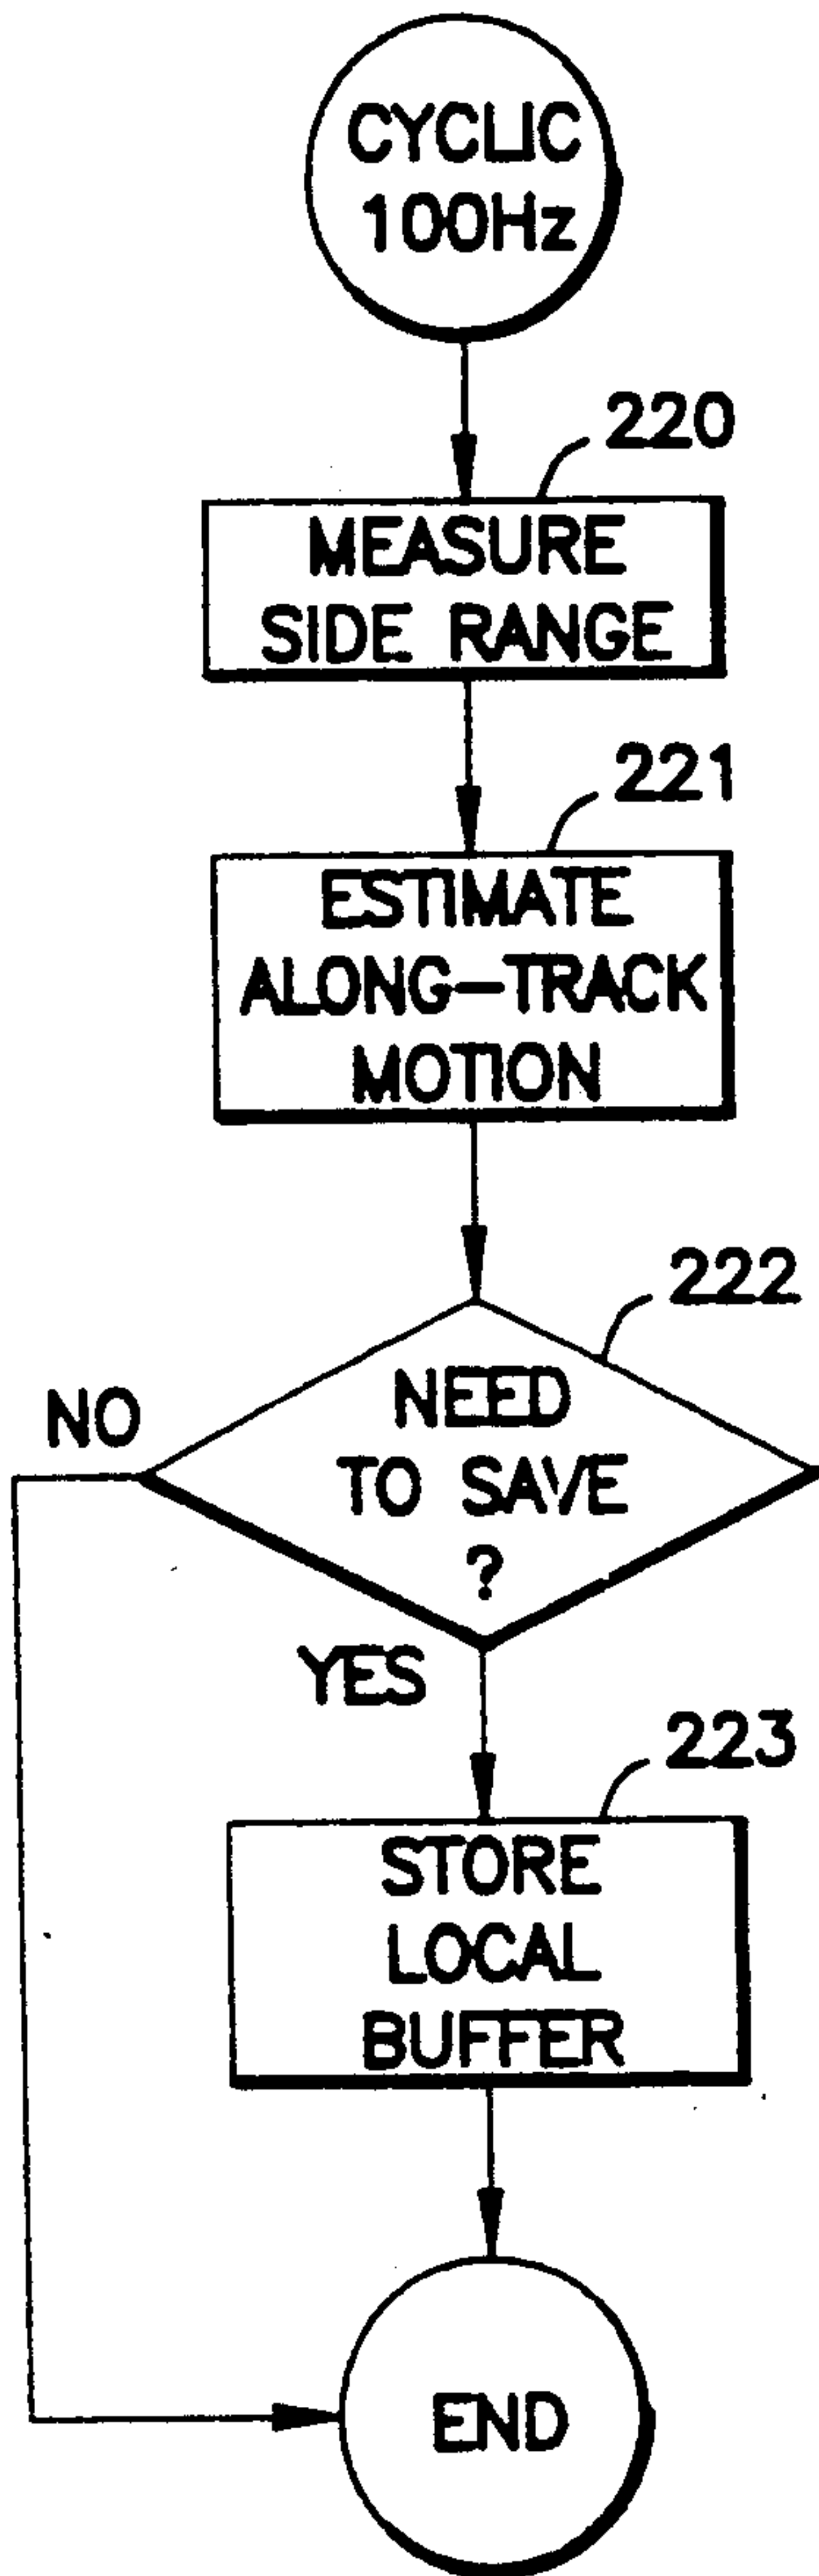 CYCLIC
100Hz
220
MEASURE
SIDE RANGE
221
ESTIMATE
ALONG-TRACK
MOTION
222
NEED
TO SAVE
?
NO
YES
223
STORE
LOCAL
BUFFER
END